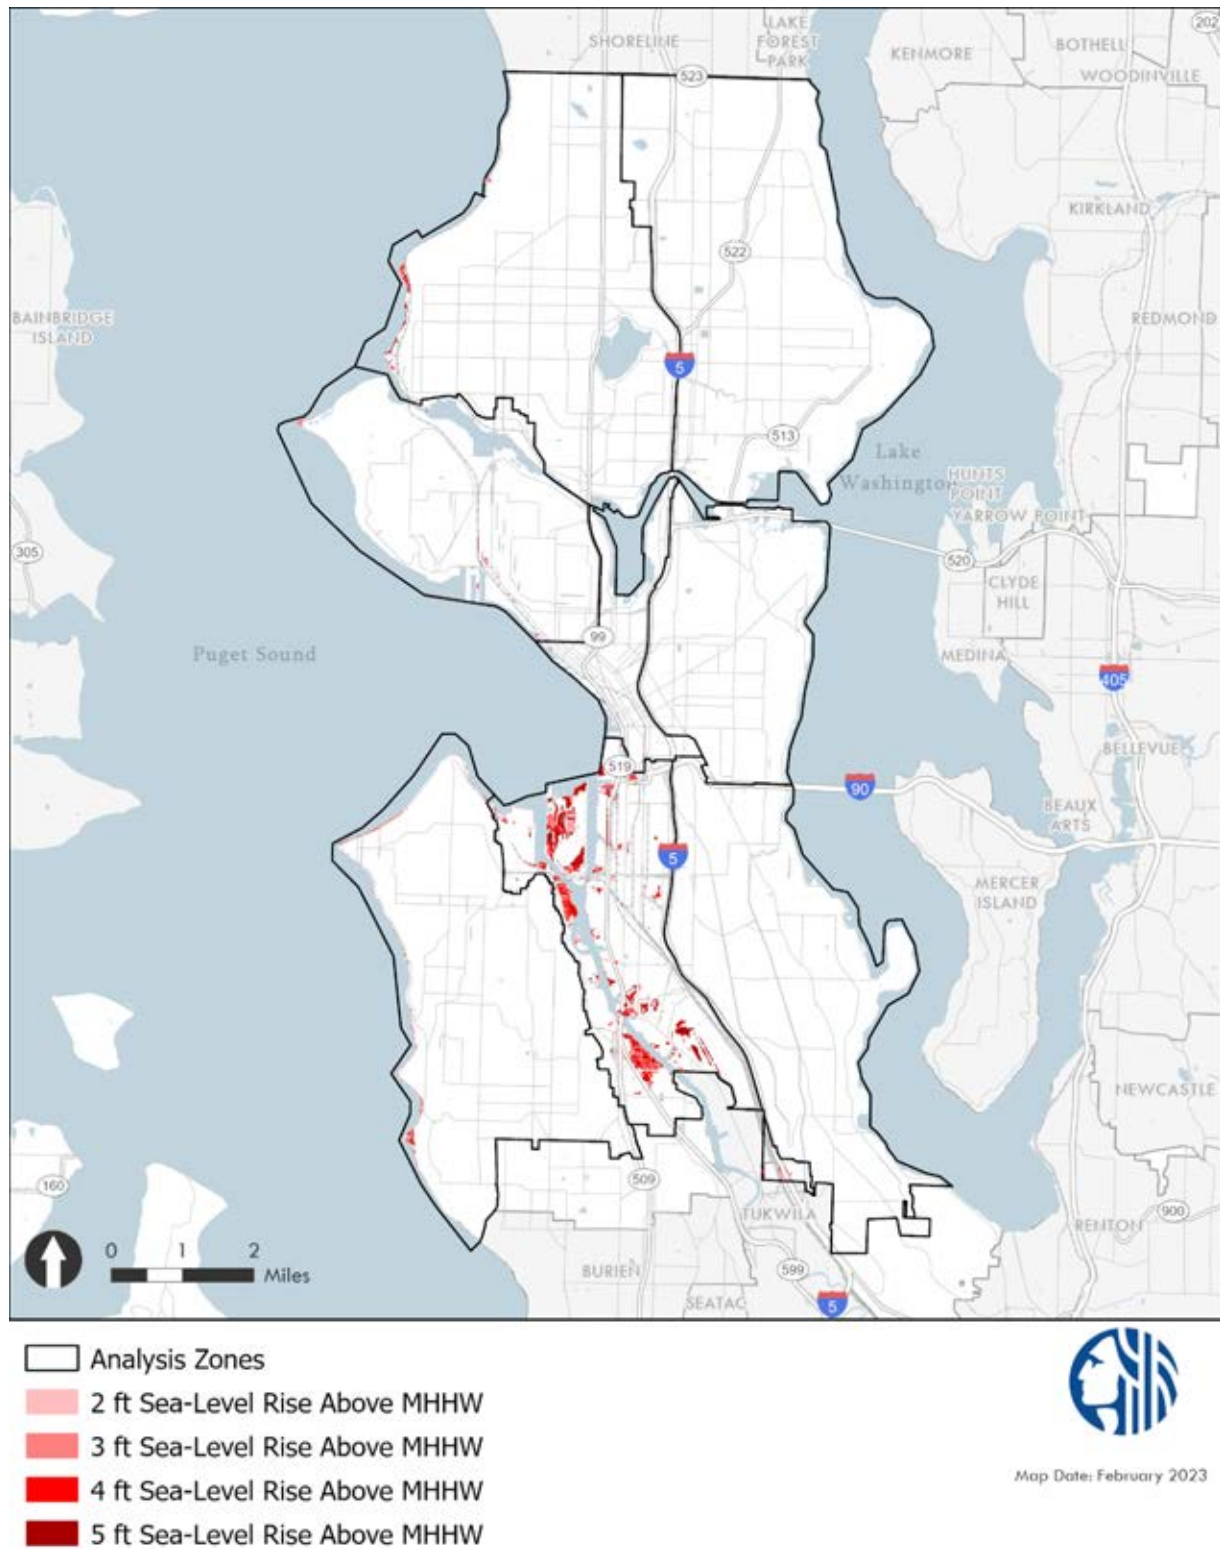 202
LAKE
FOREST
PARK
SHORELINE
KENMORE
BOTHELL
WOODINVILLE
523
KIRKLAND
522
BAINBRIDGE
ISLAND
REDMOND
5
513
Lake
Washington
HUNTS
POINT
YARROW POINT
305
520
CLYDE
HILL
99
Puget Sound
MEDINA
405
BELLEVUE
519
90
BEAUX
ARTS
5
MERCER
ISLAND
NEWCASTLE
160
509
TUKWILA
900
RENTON
0 1 2
Miles
BURIEN
599
SEATAC
5
Analysis Zones
2 ft Sea-Level Rise Above MHHW
3 ft Sea-Level Rise Above MHHW
4 ft Sea-Level Rise Above MHHW
5 ft Sea-Level Rise Above MHHW
Map Date: February 2023